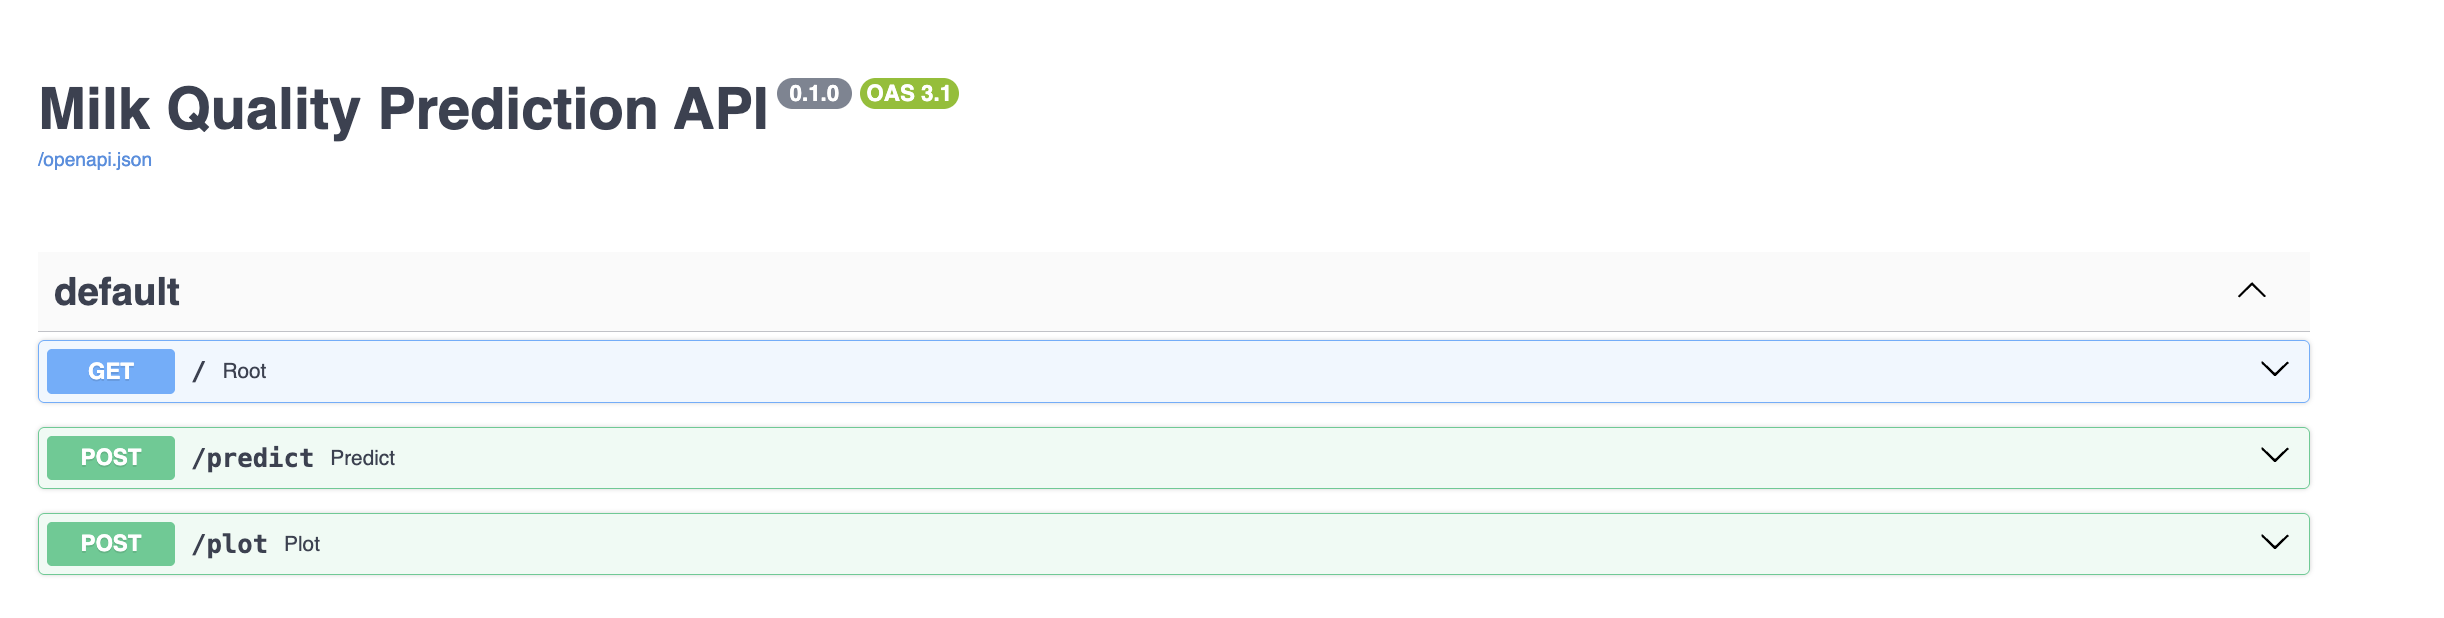 Milk Quality Prediction API 0.1.0 OAS 3.1
/openapi.json
default
GET / Root
POST /predict Predict
POST /plot Plot